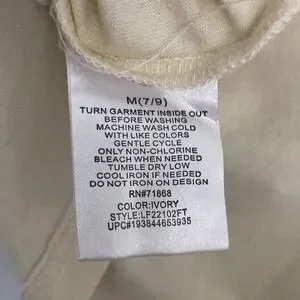 M(7/9)
TURN GARMENT INSIDE OUT
BEFORE WASHING
MACHINE WASH COLD
WITH LIKE COLORS
GENTLE CYCLE
ONLY NON-CHLORINE
BLEACH WHEN NEEDED
TUMBLE DRY LOW
COOL IRON IF NEEDED
DO NOT IRON ON DESIGN
RN#71868
COLOR:IVORY
STYLE:LF22102FT
UPC#193844653935